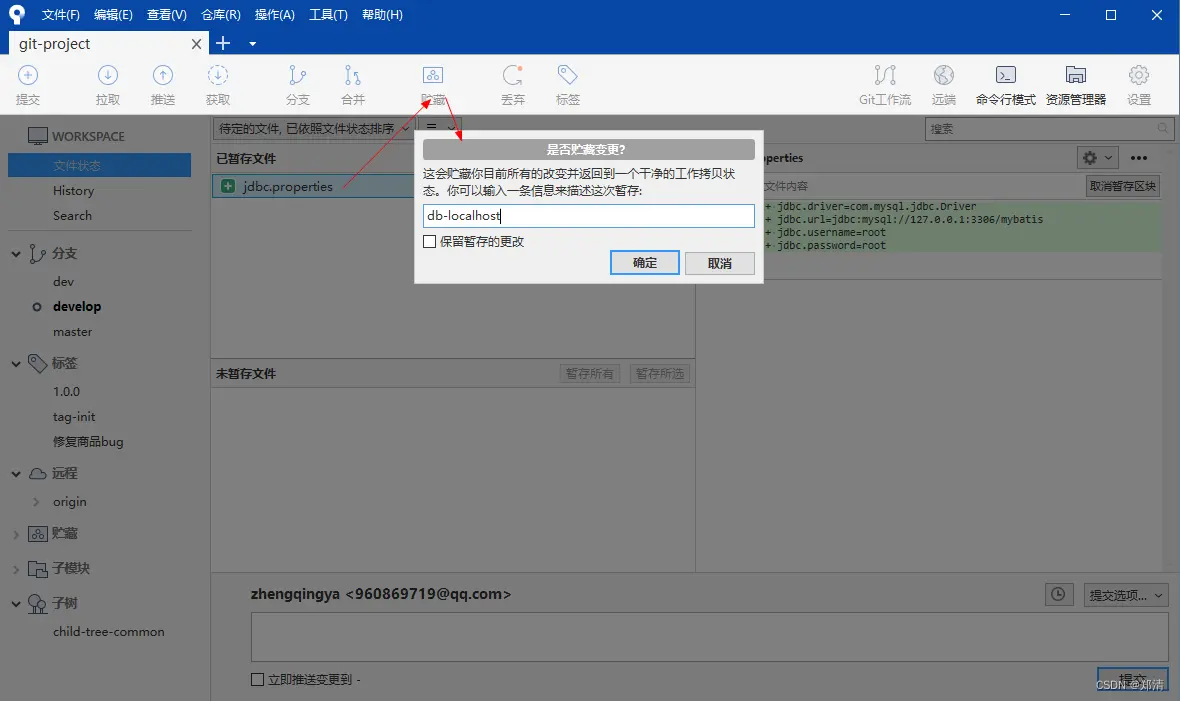 文件(F) 编辑(E) 查看(V) 仓库(R) 操作(A) 工具(T) 帮助(H)
git-project
提交 拉取 推送 获取 分支 合并 贮藏 丢弃 标签 Git工作流 远端 命令行模式 资源管理器 设置
WORKSPACE
文件状态
History
Search
分支
dev
develop
master
标签
1.0.0
tag-init
修复商品bug
远程
origin
贮藏
子模块
子树
child-tree-common
待定的文件, 已依照文件状态排序
搜索
已暂存文件
jdbc.properties
是否贮藏变更?
这会贮藏你目前所有的改变并返回到一个干净的工作拷贝状
态。你可以输入一条信息来描述这次暂存:
db-localhost
保留暂存的更改
确定 取消
perties
文件内容 取消暂存区块
+ jdbc.driver=com.mysql.jdbc.Driver
+ jdbc.url=jdbc:mysql://127.0.0.1:3306/mybatis
+ jdbc.username=root
+ jdbc.password=root
未暂存文件 暂存所有 暂存所选
zhengqingya <960869719@qq.com>
提交选项...
立即推送变更到 -
提交
CSDN @郑清